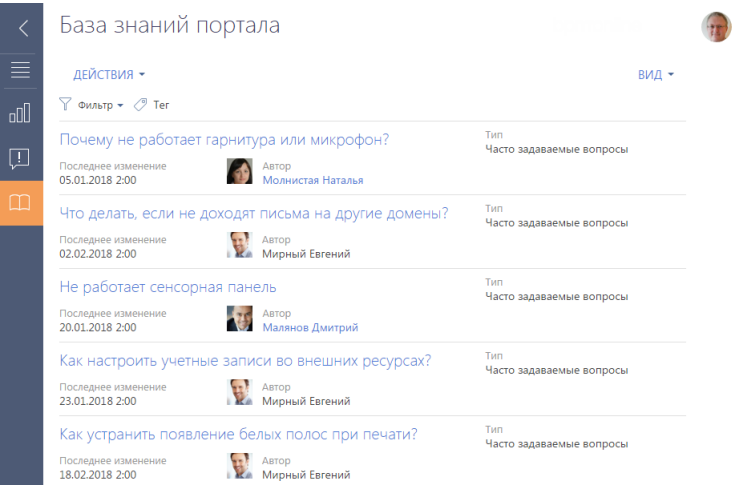 База знаний портала
ДЕЙСТВИЯ ВИД
Фильтр Тег
Почему не работает гарнитура или микрофон?
Тип
Часто задаваемые вопросы
Последнее изменение Автор
05.01.2018 2:00 Молнистая Наталья
Что делать, если не доходят письма на другие домены?
Тип
Часто задаваемые вопросы
Последнее изменение Автор
02.02.2018 2:00 Мирный Евгений
Не работает сенсорная панель
Тип
Часто задаваемые вопросы
Последнее изменение Автор
20.01.2018 2:00 Малянов Дмитрий
Как настроить учетные записи во внешних ресурсах?
Тип
Часто задаваемые вопросы
Последнее изменение Автор
23.01.2018 2:00 Мирный Евгений
Как устранить появление белых полос при печати?
Тип
Часто задаваемые вопросы
Последнее изменение Автор
18.02.2018 2:00 Мирный Евгений